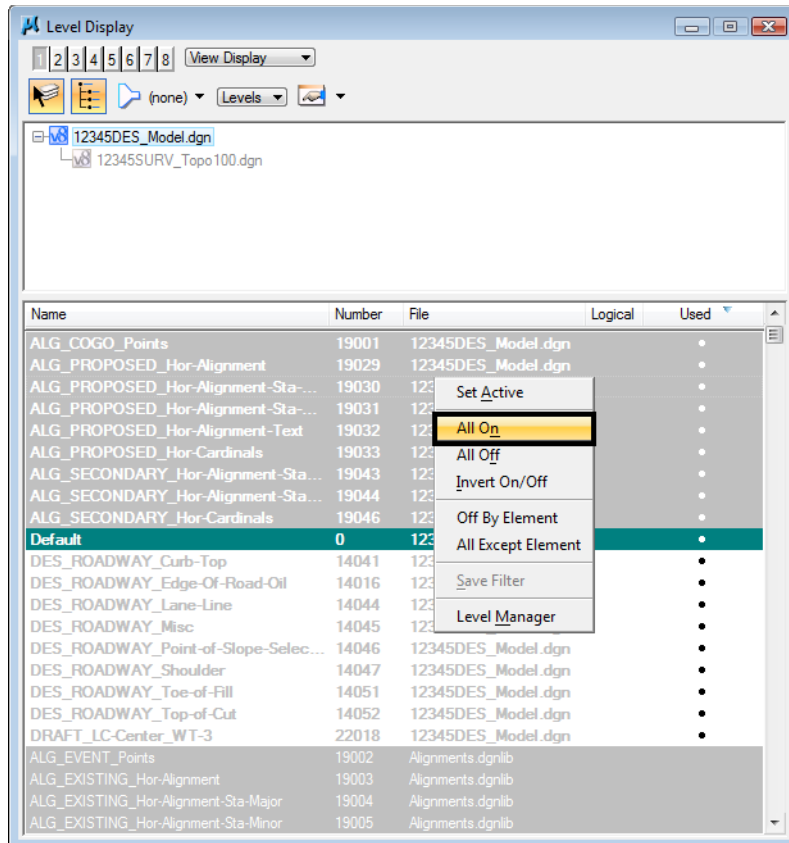 Level Display
1 2 3 4 5 6 7 8 View Display
(none) Levels
12345DES_Model.dgn
12345SURV_Topo100.dgn
Name Number File Logical Used
ALG_COGO_Points 19001 12345DES_Model.dgn
ALG_PROPOSED_Hor-Alignment 19029 12345DES_Model.dgn
ALG_PROPOSED_Hor-Alignment-Sta-... 19030 123
ALG_PROPOSED_Hor-Alignment-Sta-... 19031 123
ALG_PROPOSED_Hor-Alignment-Text 19032 123
ALG_PROPOSED_Hor-Cardinals 19033 123
ALG_SECONDARY_Hor-Alignment-Sta... 19043 123
ALG_SECONDARY_Hor-Alignment-Sta... 19044 123
ALG_SECONDARY_Hor-Cardinals 19046 123
Default 0 123
DES_ROADWAY_Curb-Top 14041 123
DES_ROADWAY_Edge-Of-Road-Oil 14016 123
DES_ROADWAY_Lane-Line 14044 123
DES_ROADWAY_Misc 14045 12345DES_Model.dgn
DES_ROADWAY_Point-of-Slope-Selec... 14046 12345DES_Model.dgn
DES_ROADWAY_Shoulder 14047 12345DES_Model.dgn
DES_ROADWAY_Toe-of-Fill 14051 12345DES_Model.dgn
DES_ROADWAY_Top-of-Cut 14052 12345DES_Model.dgn
DRAFT_LC-Center_WT-3 22018 12345DES_Model.dgn
ALG_EVENT_Points 19002 Alignments.dgnlib
ALG_EXISTING_Hor-Alignment 19003 Alignments.dgnlib
ALG_EXISTING_Hor-Alignment-Sta-Major 19004 Alignments.dgnlib
ALG_EXISTING_Hor-Alignment-Sta-Minor 19005 Alignments.dgnlib
Set Active
All On
All Off
Invert On/Off
Off By Element
All Except Element
Save Filter
Level Manager